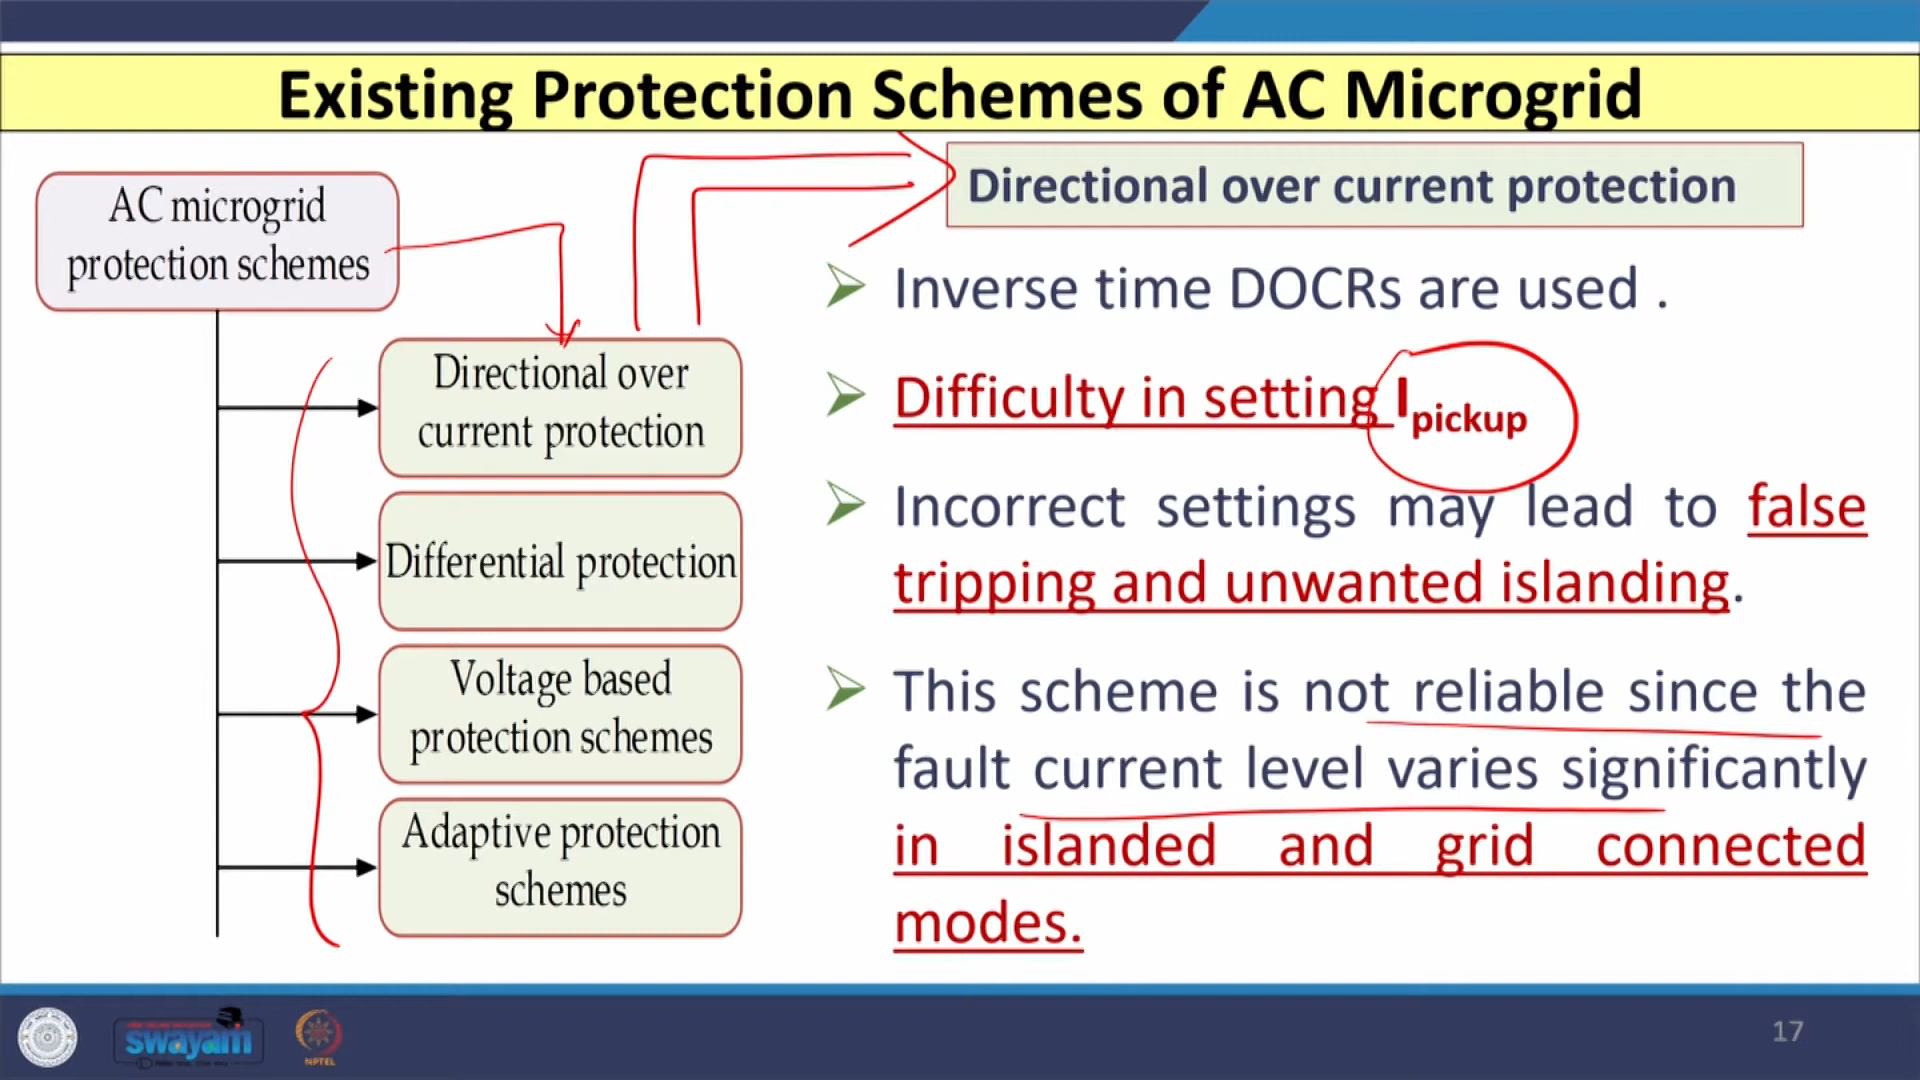 Existing Protection Schemes of AC Microgrid
AC microgrid
protection schemes
Directional over
current protection
Differential protection
Voltage based
protection schemes
Adaptive protection
schemes
Directional over current protection
Inverse time DOCRs are used .
Difficulty in setting Ipickup
Incorrect settings may lead to false
tripping and unwanted islanding.
This scheme is not reliable since the
fault current level varies significantly
in islanded and grid connected
modes.
swayam
NPTEL
17